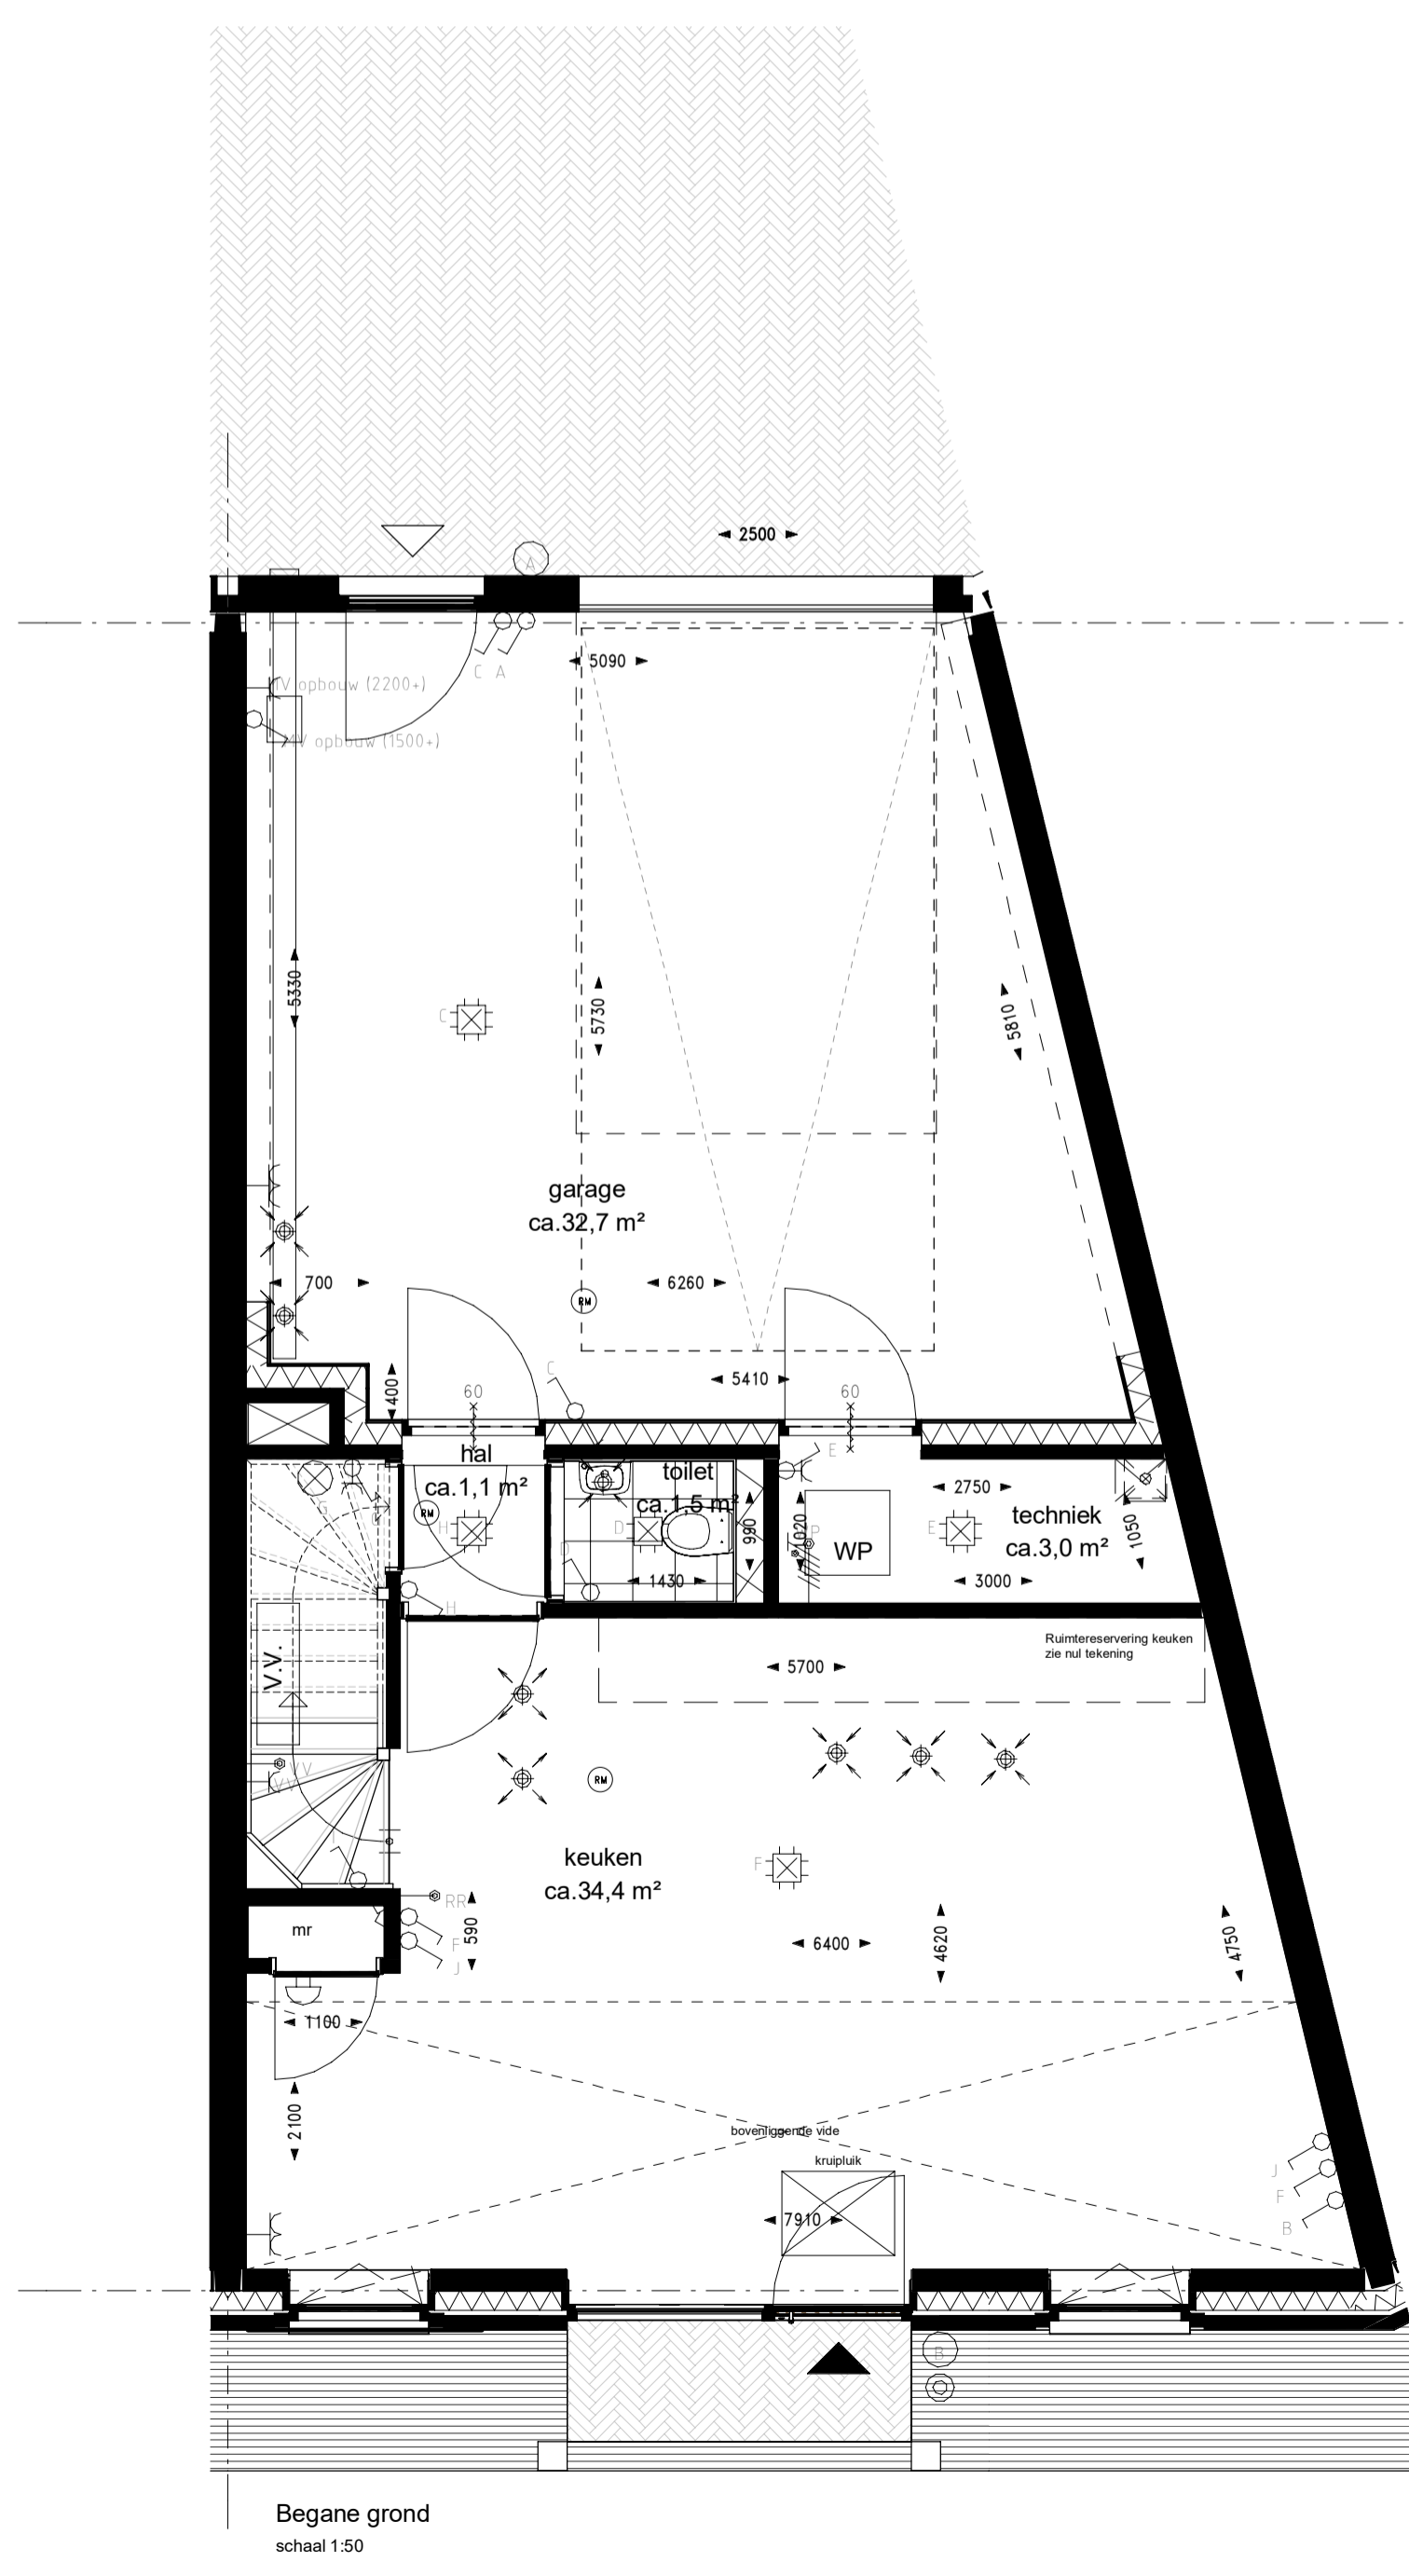 2500
A
5090
C A
MV opbouw (2200+)
MV opbouw (1500+)
5330
5730
5810
C
garage
ca.32,7 m²
700
6260
RM
5410
400
60
60
C
hal
ca.1,1 m²
toilet
ca.1,5 m²
E
2750
techniek
ca.3,0 m²
G
RM
H
D
990
1020
WP
E
1050
D
1430
3000
H
Ruimtereservering keuken
zie nul tekening
V.V.
5700
VV
VV
RM
keuken
ca.34,4 m²
F
RR
590
F
J
mr
6400
4620
4750
1100
2100
bovenliggende vide
kruipluik
7910
J
F
B
B
Begane grond
schaal 1:50